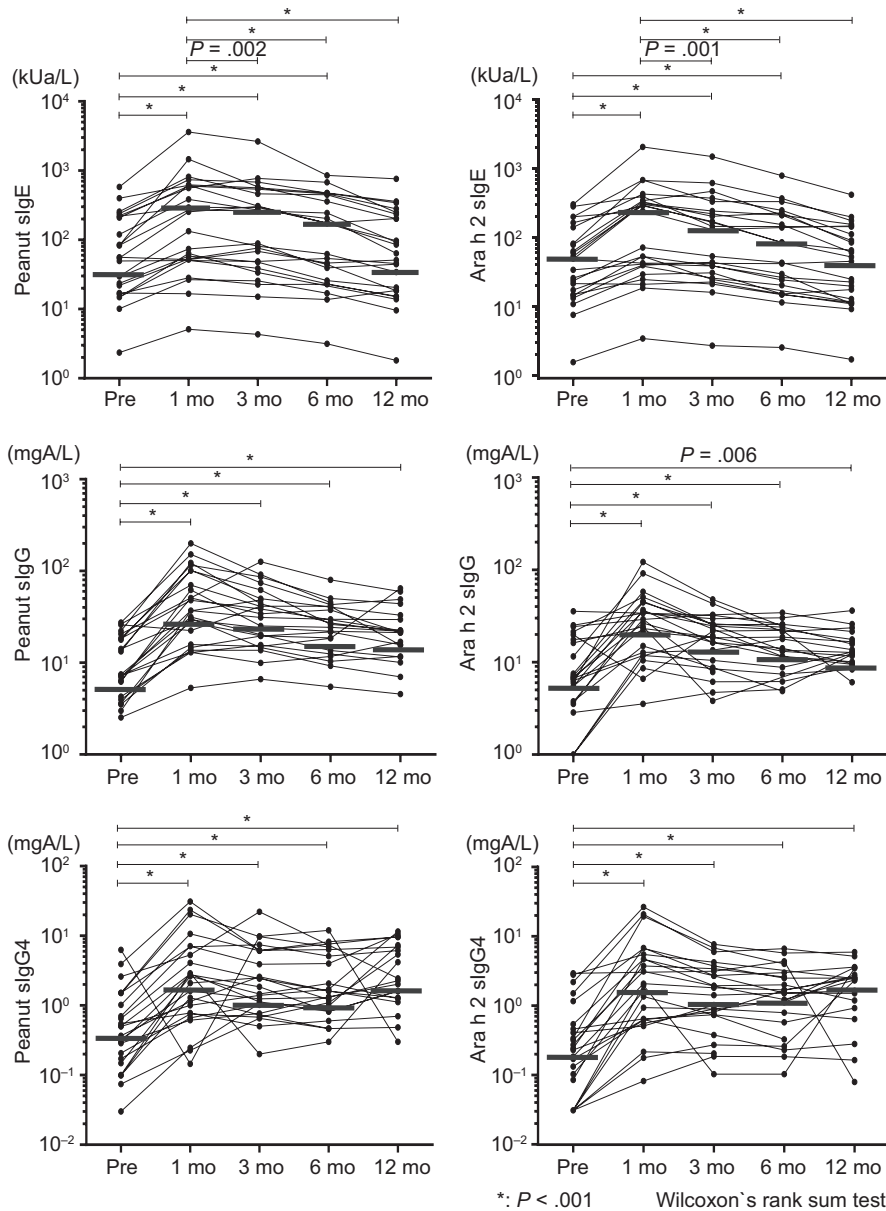 * *
* *
P = .002 P = .001
(kUa/L) * (kUa/L) *
* *
* *
Peanut sIgE
10⁴
10³
10²
10¹
10⁰
Pre 1 mo 3 mo 6 mo 12 mo
Ara h 2 sIgE
10⁴
10³
10²
10¹
10⁰
Pre 1 mo 3 mo 6 mo 12 mo
(mgA/L)
*
*
*
*
Peanut sIgG
10³
10²
10¹
10⁰
Pre 1 mo 3 mo 6 mo 12 mo
(mgA/L)
P = .006
*
*
*
Ara h 2 sIgG
10³
10²
10¹
10⁰
Pre 1 mo 3 mo 6 mo 12 mo
(mgA/L)
*
*
*
*
Peanut sIgG4
10²
10¹
10⁰
10⁻¹
10⁻²
Pre 1 mo 3 mo 6 mo 12 mo
(mgA/L)
*
*
*
Ara h 2 sIgG4
10²
10¹
10⁰
10⁻¹
10⁻²
Pre 1 mo 3 mo 6 mo 12 mo
*: P < .001 Wilcoxon`s rank sum test